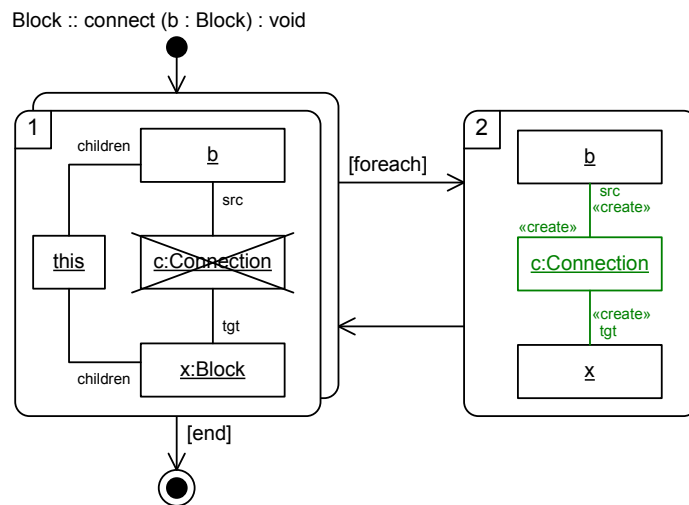 Block :: connect (b : Block) : void
1
children
b
src
this
c:Connection
tgt
x:Block
children
[foreach]
[end]
2
b
src
«create»
«create»
c:Connection
«create»
tgt
x